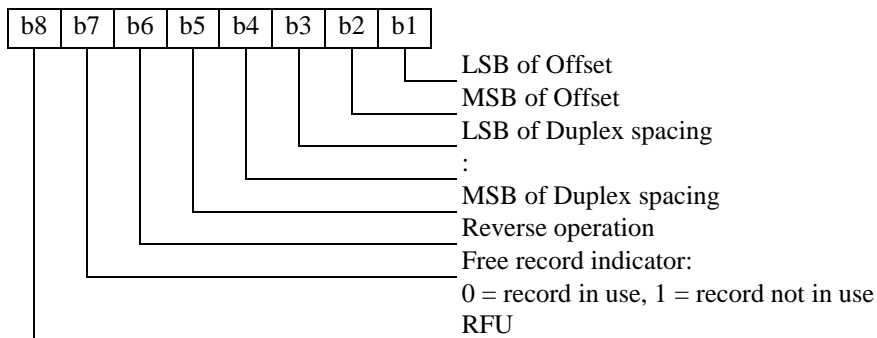 b8 b7 b6 b5 b4 b3 b2 b1
LSB of Offset
MSB of Offset
LSB of Duplex spacing
:
MSB of Duplex spacing
Reverse operation
Free record indicator:
0 = record in use, 1 = record not in use
RFU